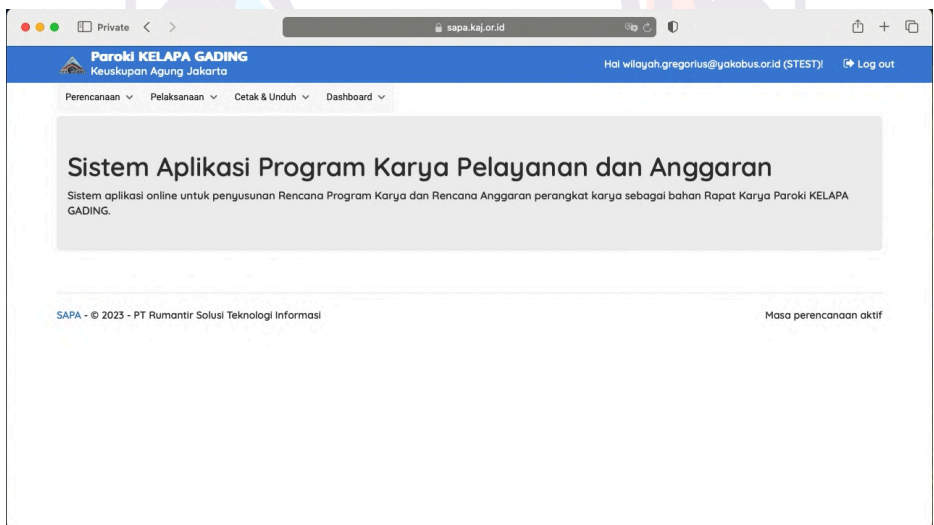 Private
sapa.kaj.or.id
Paroki KELAPA GADING
Keuskupan Agung Jakarta
Hai wilayah.gregorius@yakobus.or.id (STEST)! Log out
Perencanaan Pelaksanaan Cetak & Unduh Dashboard
Sistem Aplikasi Program Karya Pelayanan dan Anggaran
Sistem aplikasi online untuk penyusunan Rencana Program Karya dan Rencana Anggaran perangkat karya sebagai bahan Rapat Karya Paroki KELAPA
GADING.
SAPA - © 2023 - PT Rumantir Solusi Teknologi Informasi
Masa perencanaan aktif